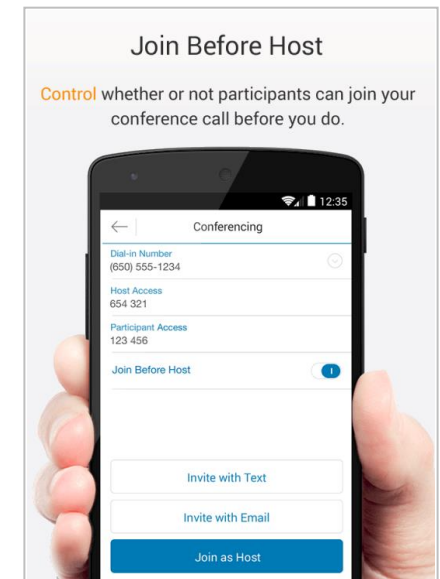 Join Before Host
Control whether or not participants can join your
conference call before you do.
12:35
Conferencing
Dial-in Number
(650) 555-1234
Host Access
654 321
Participant Access
123 456
Join Before Host
Invite with Text
Invite with Email
Join as Host